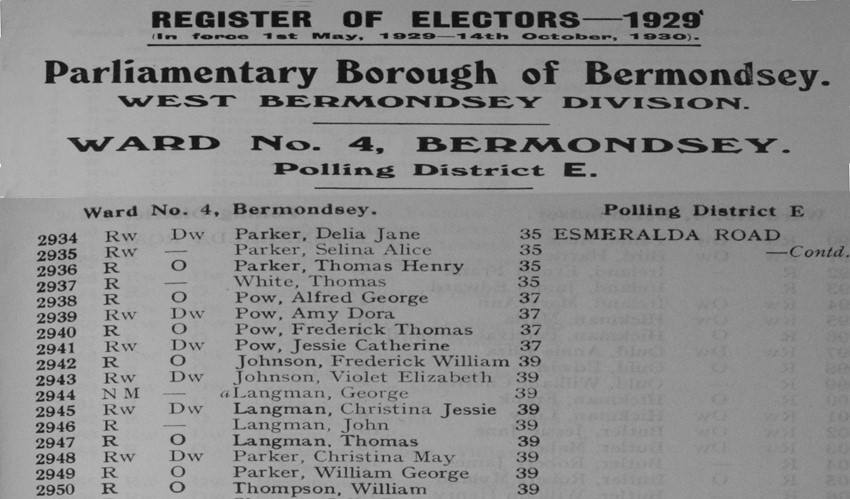 REGISTER OF ELECTORS—1929
(In force 1st May, 1929—14th October, 1930).
Parliamentary Borough of Bermondsey.
WEST BERMONDSEY DIVISION.
WARD No. 4, BERMONDSEY.
Polling District E.
Ward No. 4, Bermondsey. Polling District E
2934 Rw Dw Parker, Delia Jane 35 ESMERALDA ROAD
2935 Rw — Parker, Selina Alice 35 —Contd.
2936 R O Parker, Thomas Henry 35
2937 R — White, Thomas 35
2938 R O Pow, Alfred George 37
2939 Rw Dw Pow, Amy Dora 37
2940 R O Pow, Frederick Thomas 37
2941 Rw Dw Pow, Jessie Catherine 37
2942 R O Johnson, Frederick William 39
2943 Rw Dw Johnson, Violet Elizabeth 39
2944 N M — aLangman, George 39
2945 Rw Dw Langman, Christina Jessie 39
2946 R — Langman, John 39
2947 R O Langman, Thomas 39
2948 Rw Dw Parker, Christina May 39
2949 R O Parker, William George 39
2950 R O Thompson, William 39